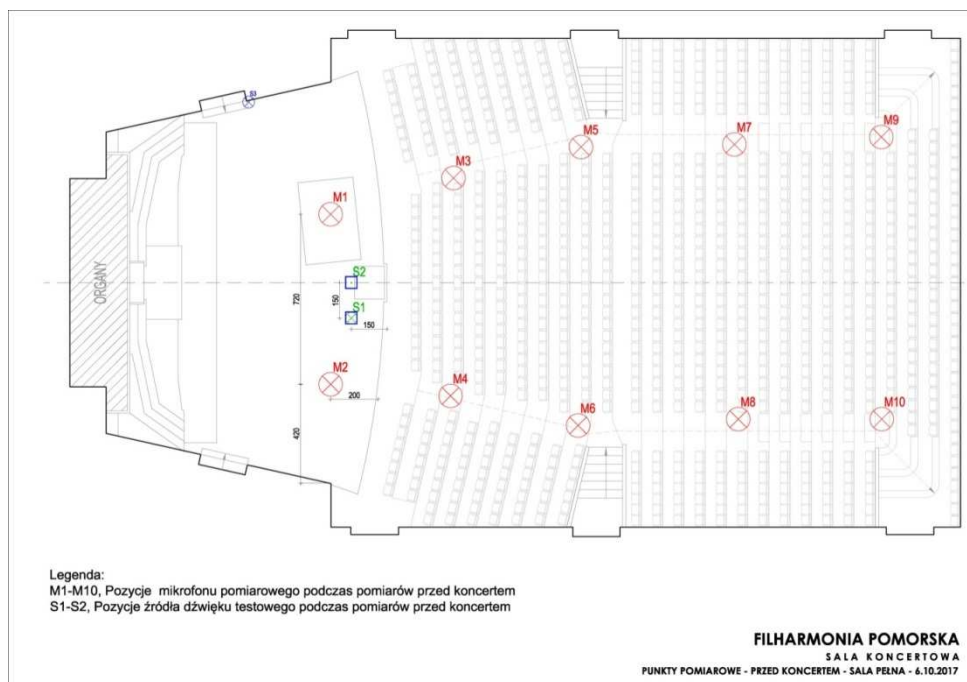 M9
M5
M7
M3
M1
S2
ORGANY
720
150
S1
150
M2
M4
200
M8
M10
M6
420
Legenda:
M1-M10, Pozycje mikrofonu pomiarowego podczas pomiarów przed koncertem
S1-S2, Pozycje źródła dźwięku testowego podczas pomiarów przed koncertem
FILHARMONIA POMORSKA
SALA KONCERTOWA
PUNKTY POMIAROWE - PRZED KONCERTEM - SALA PEŁNA - 6.10.2017